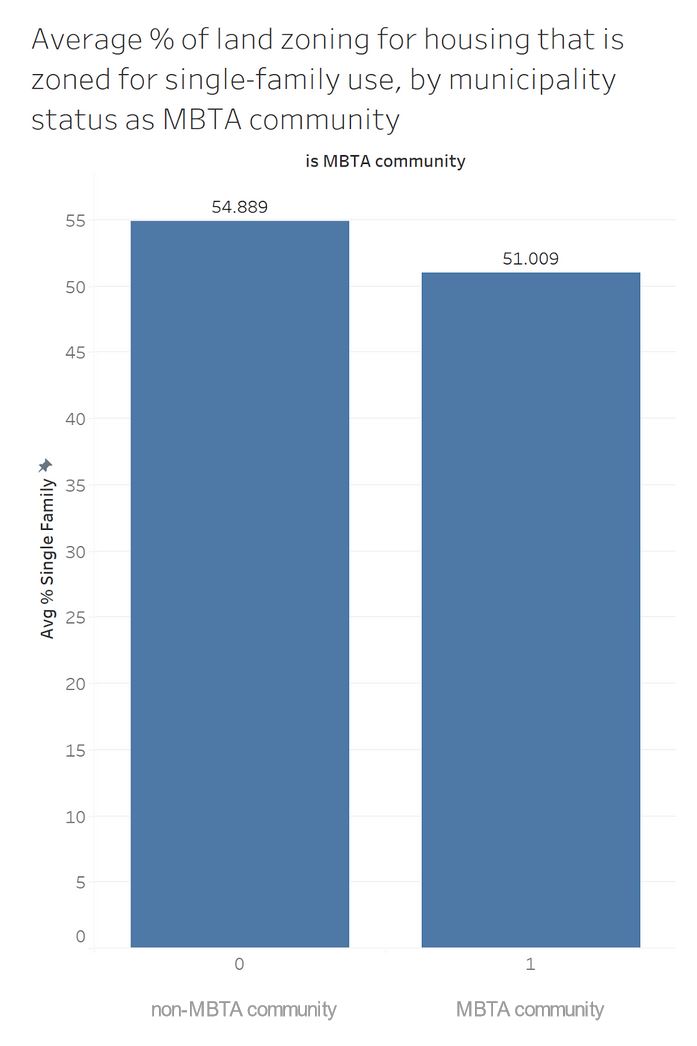 Average % of land zoning for housing that is
zoned for single-family use, by municipality
status as MBTA community
is MBTA community
54.889
51.009
55
50
45
40
35
30
25
20
15
10
5
0
Avg % Single Family
0
1
non-MBTA community
MBTA community